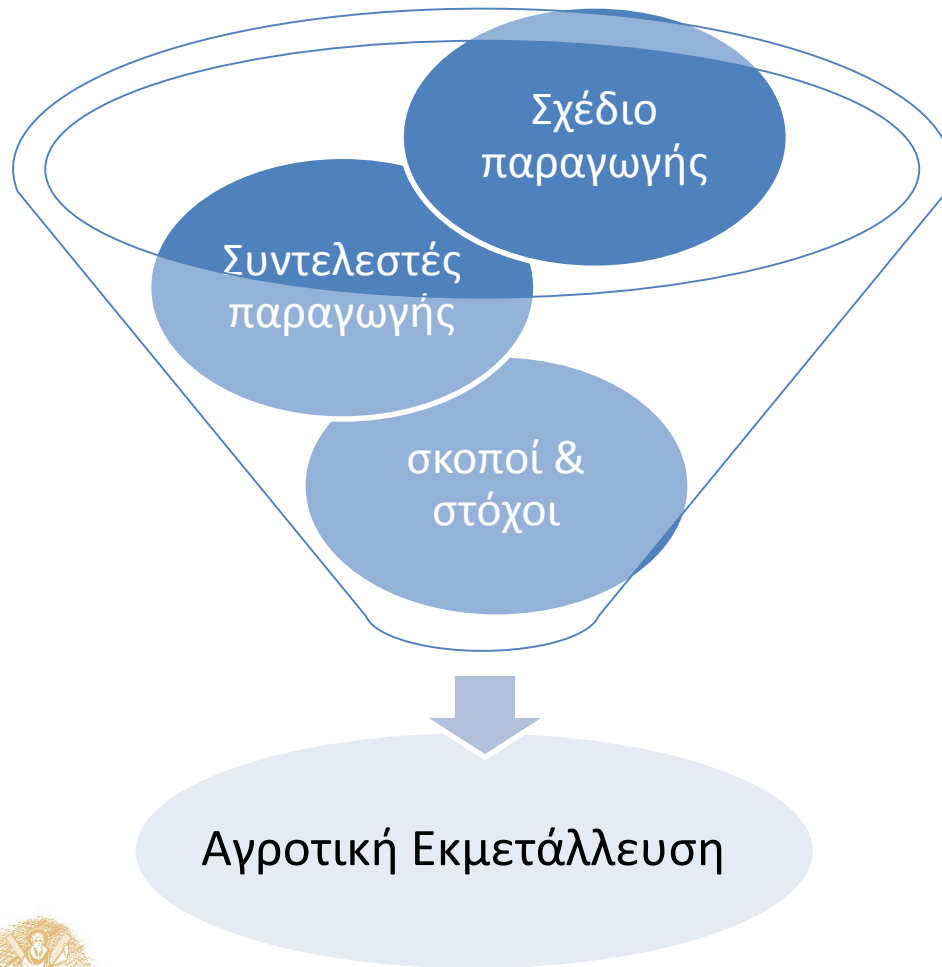 Σχέδιο
παραγωγής
Συντελεστές
παραγωγής
σκοποί &
στόχοι
Αγροτική Εκμετάλλευση